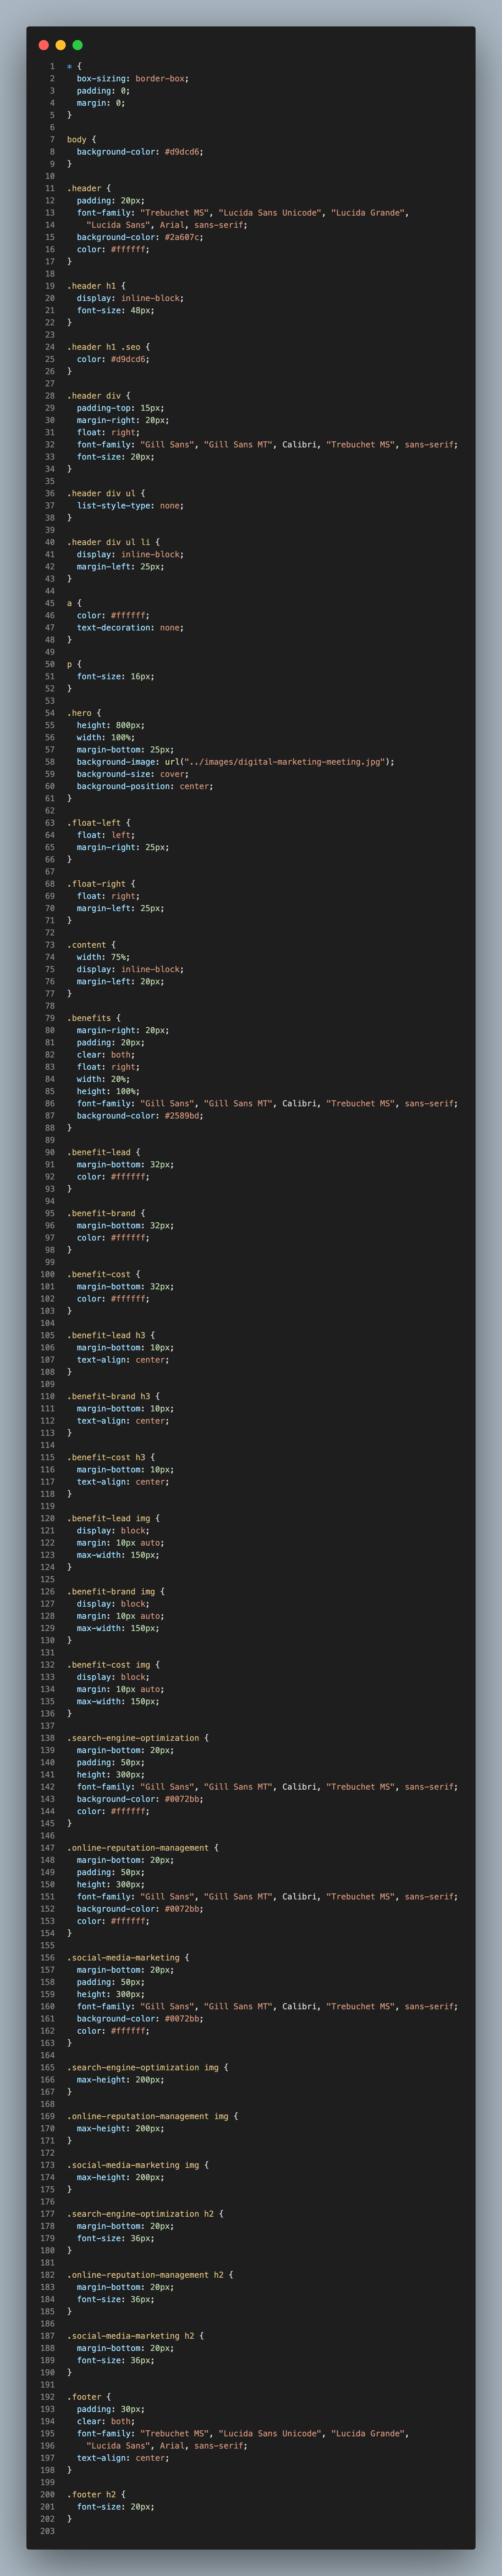 1 * {
2   box-sizing: border-box;
3   padding: 0;
4   margin: 0;
5 }
6
7 body {
8   background-color: #d9dcd6;
9 }
10
11 .header {
12   padding: 20px;
13   font-family: "Trebuchet MS", "Lucida Sans Unicode", "Lucida Grande",
14     "Lucida Sans", Arial, sans-serif;
15   background-color: #2a607c;
16   color: #ffffff;
17 }
18
19 .header h1 {
20   display: inline-block;
21   font-size: 48px;
22 }
23
24 .header h1 .seo {
25   color: #d9dcd6;
26 }
27
28 .header div {
29   padding-top: 15px;
30   margin-right: 20px;
31   float: right;
32   font-family: "Gill Sans", "Gill Sans MT", Calibri, "Trebuchet MS", sans-serif;
33   font-size: 20px;
34 }
35
36 .header div ul {
37   list-style-type: none;
38 }
39
40 .header div ul li {
41   display: inline-block;
42   margin-left: 25px;
43 }
44
45 a {
46   color: #ffffff;
47   text-decoration: none;
48 }
49
50 p {
51   font-size: 16px;
52 }
53
54 .hero {
55   height: 800px;
56   width: 100%;
57   margin-bottom: 25px;
58   background-image: url("../images/digital-marketing-meeting.jpg");
59   background-size: cover;
60   background-position: center;
61 }
62
63 .float-left {
64   float: left;
65   margin-right: 25px;
66 }
67
68 .float-right {
69   float: right;
70   margin-left: 25px;
71 }
72
73 .content {
74   width: 75%;
75   display: inline-block;
76   margin-left: 20px;
77 }
78
79 .benefits {
80   margin-right: 20px;
81   padding: 20px;
82   clear: both;
83   float: right;
84   width: 20%;
85   height: 100%;
86   font-family: "Gill Sans", "Gill Sans MT", Calibri, "Trebuchet MS", sans-serif;
87   background-color: #2589bd;
88 }
89
90 .benefit-lead {
91   margin-bottom: 32px;
92   color: #ffffff;
93 }
94
95 .benefit-brand {
96   margin-bottom: 32px;
97   color: #ffffff;
98 }
99
100 .benefit-cost {
101   margin-bottom: 32px;
102   color: #ffffff;
103 }
104
105 .benefit-lead h3 {
106   margin-bottom: 10px;
107   text-align: center;
108 }
109
110 .benefit-brand h3 {
111   margin-bottom: 10px;
112   text-align: center;
113 }
114
115 .benefit-cost h3 {
116   margin-bottom: 10px;
117   text-align: center;
118 }
119
120 .benefit-lead img {
121   display: block;
122   margin: 10px auto;
123   max-width: 150px;
124 }
125
126 .benefit-brand img {
127   display: block;
128   margin: 10px auto;
129   max-width: 150px;
130 }
131
132 .benefit-cost img {
133   display: block;
134   margin: 10px auto;
135   max-width: 150px;
136 }
137
138 .search-engine-optimization {
139   margin-bottom: 20px;
140   padding: 50px;
141   height: 300px;
142   font-family: "Gill Sans", "Gill Sans MT", Calibri, "Trebuchet MS", sans-serif;
143   background-color: #0072bb;
144   color: #ffffff;
145 }
146
147 .online-reputation-management {
148   margin-bottom: 20px;
149   padding: 50px;
150   height: 300px;
151   font-family: "Gill Sans", "Gill Sans MT", Calibri, "Trebuchet MS", sans-serif;
152   background-color: #0072bb;
153   color: #ffffff;
154 }
155
156 .social-media-marketing {
157   margin-bottom: 20px;
158   padding: 50px;
159   height: 300px;
160   font-family: "Gill Sans", "Gill Sans MT", Calibri, "Trebuchet MS", sans-serif;
161   background-color: #0072bb;
162   color: #ffffff;
163 }
164
165 .search-engine-optimization img {
166   max-height: 200px;
167 }
168
169 .online-reputation-management img {
170   max-height: 200px;
171 }
172
173 .social-media-marketing img {
174   max-height: 200px;
175 }
176
177 .search-engine-optimization h2 {
178   margin-bottom: 20px;
179   font-size: 36px;
180 }
181
182 .online-reputation-management h2 {
183   margin-bottom: 20px;
184   font-size: 36px;
185 }
186
187 .social-media-marketing h2 {
188   margin-bottom: 20px;
189   font-size: 36px;
190 }
191
192 .footer {
193   padding: 30px;
194   clear: both;
195   font-family: "Trebuchet MS", "Lucida Sans Unicode", "Lucida Grande",
196     "Lucida Sans", Arial, sans-serif;
197   text-align: center;
198 }
199
200 .footer h2 {
201   font-size: 20px;
202 }
203